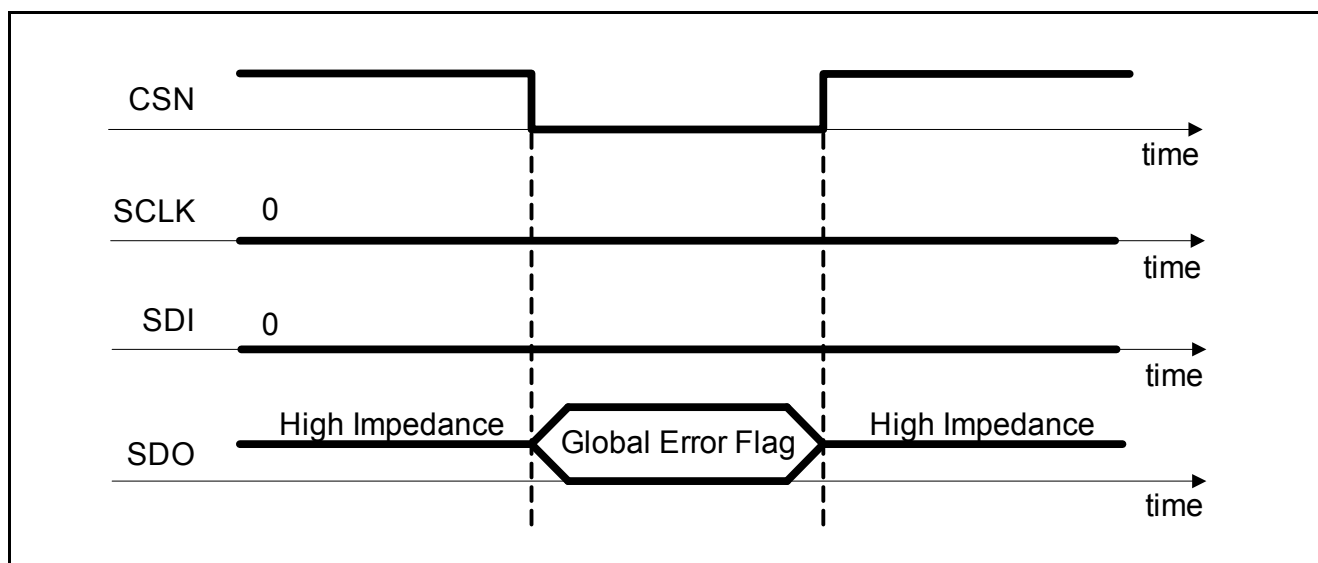 CSN
time
SCLK
0
time
SDI
0
time
High Impedance
Global Error Flag
High Impedance
SDO
time